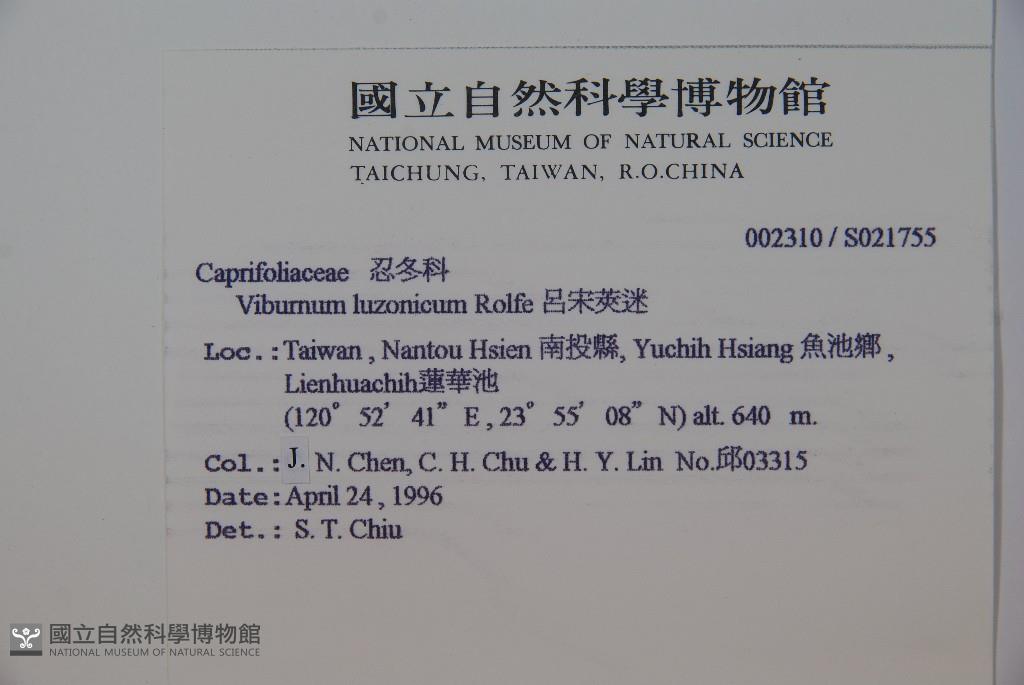 國立自然科學博物館
NATIONAL MUSEUM OF NATURAL SCIENCE
TAICHUNG, TAIWAN, R.O.CHINA
002310 / S021755
Caprifoliaceae 忍冬科
Viburnum luzonicum Rolfe 呂宋莢迷
Loc.:Taiwan , Nantou Hsien 南投縣, Yuchih Hsiang 魚池鄉 ,
Lienhuachih蓮華池
(120° 52′ 41” E , 23° 55′ 08” N) alt. 640 m.
Col.: J. N. Chen, C. H. Chu & H. Y. Lin No.邱03315
Date:April 24 , 1996
Det.: S. T. Chiu
國立自然科學博物館
NATIONAL MUSEUM OF NATURAL SCIENCE